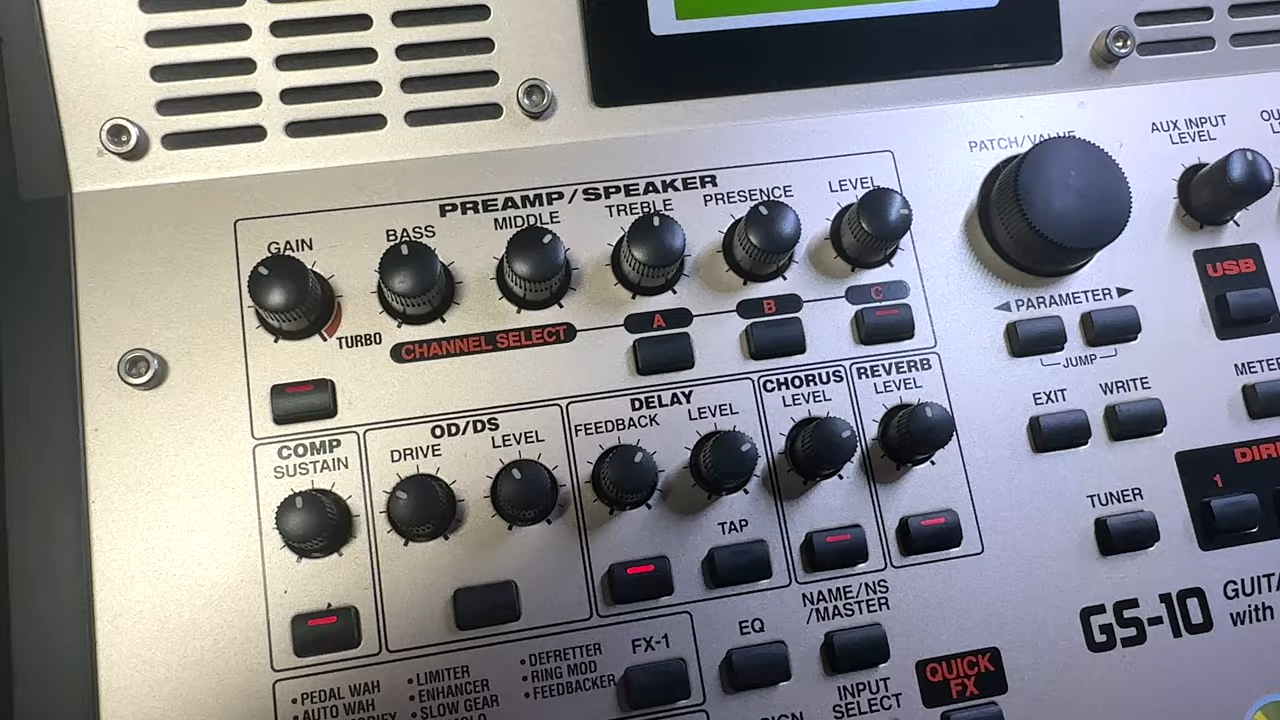 PATCH/VALUE
AUX INPUT
LEVEL
PREAMP/SPEAKER
GAIN
BASS
MIDDLE
TREBLE
PRESENCE
LEVEL
TURBO
CHANNEL SELECT
A
B
C
USB
◀ PARAMETER ▶
JUMP
EXIT
WRITE
COMP
SUSTAIN
OD/DS
DRIVE
LEVEL
DELAY
FEEDBACK
LEVEL
CHORUS
LEVEL
REVERB
LEVEL
TAP
TUNER
1
NAME/NS
/MASTER
EQ
FX-1
• PEDAL WAH
• AUTO WAH
• LIMITER
• ENHANCER
• SLOW GEAR
• DEFRETTER
• RING MOD
• FEEDBACKER
INPUT
SELECT
QUICK
FX
GS-10
with